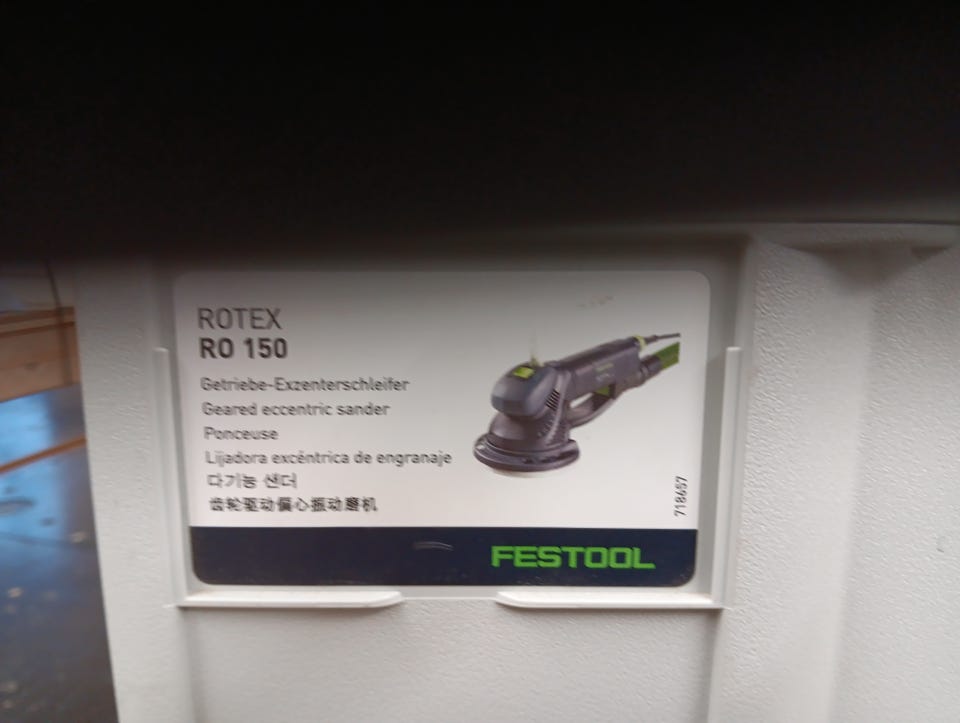 ROTEX
RO 150
Getriebe-Exzenterschleifer
Geared eccentric sander
Ponceuse
Lijadora excéntrica de engranaje
다기능 샌더
齿轮驱动偏心振动磨机
718657
FESTOOL